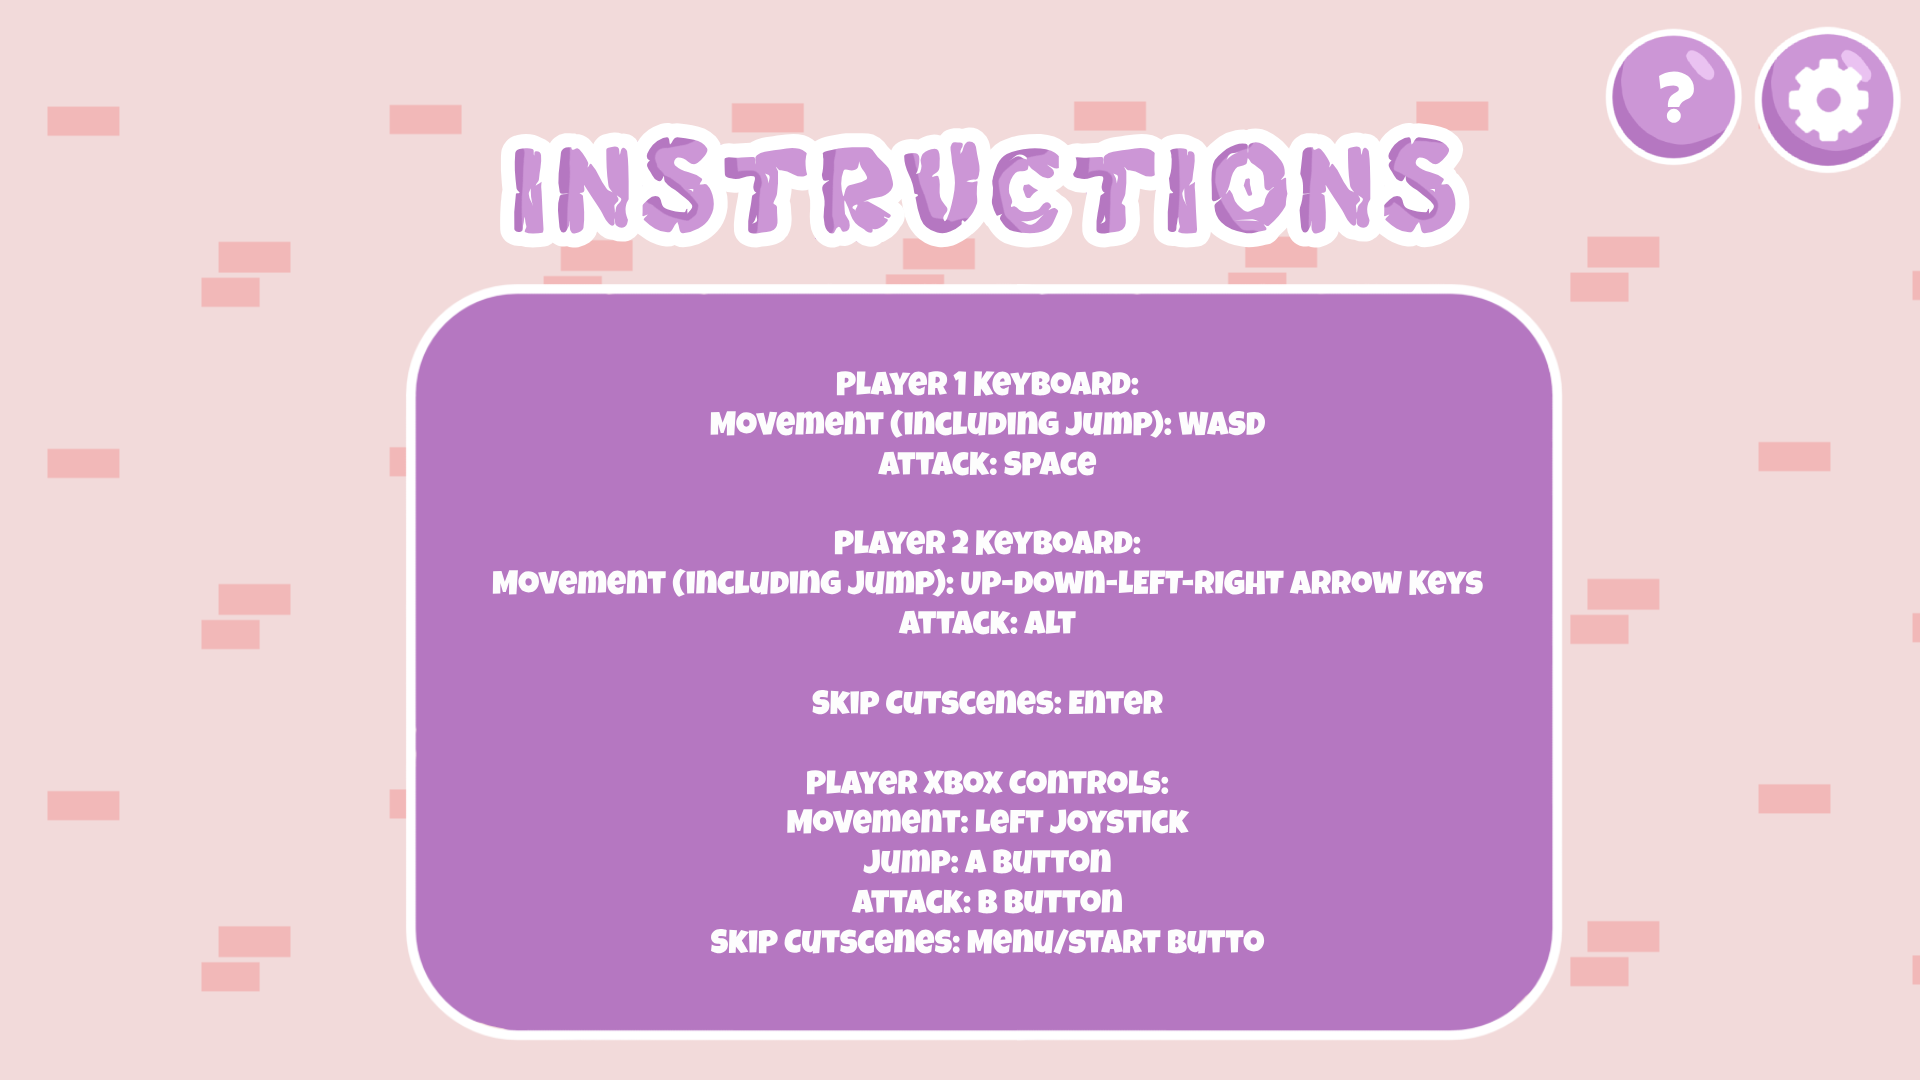 ?
INSTRUCTIONS
Player 1 Keyboard:
Movement (Including Jump): WASD
Attack: Space
Player 2 Keyboard:
Movement (Including Jump): Up-Down-Left-Right Arrow Keys
Attack: Alt
Skip Cutscenes: Enter
Player Xbox Controls:
Movement: Left Joystick
Jump: A Button
Attack: B Button
Skip Cutscenes: Menu/Start Butto